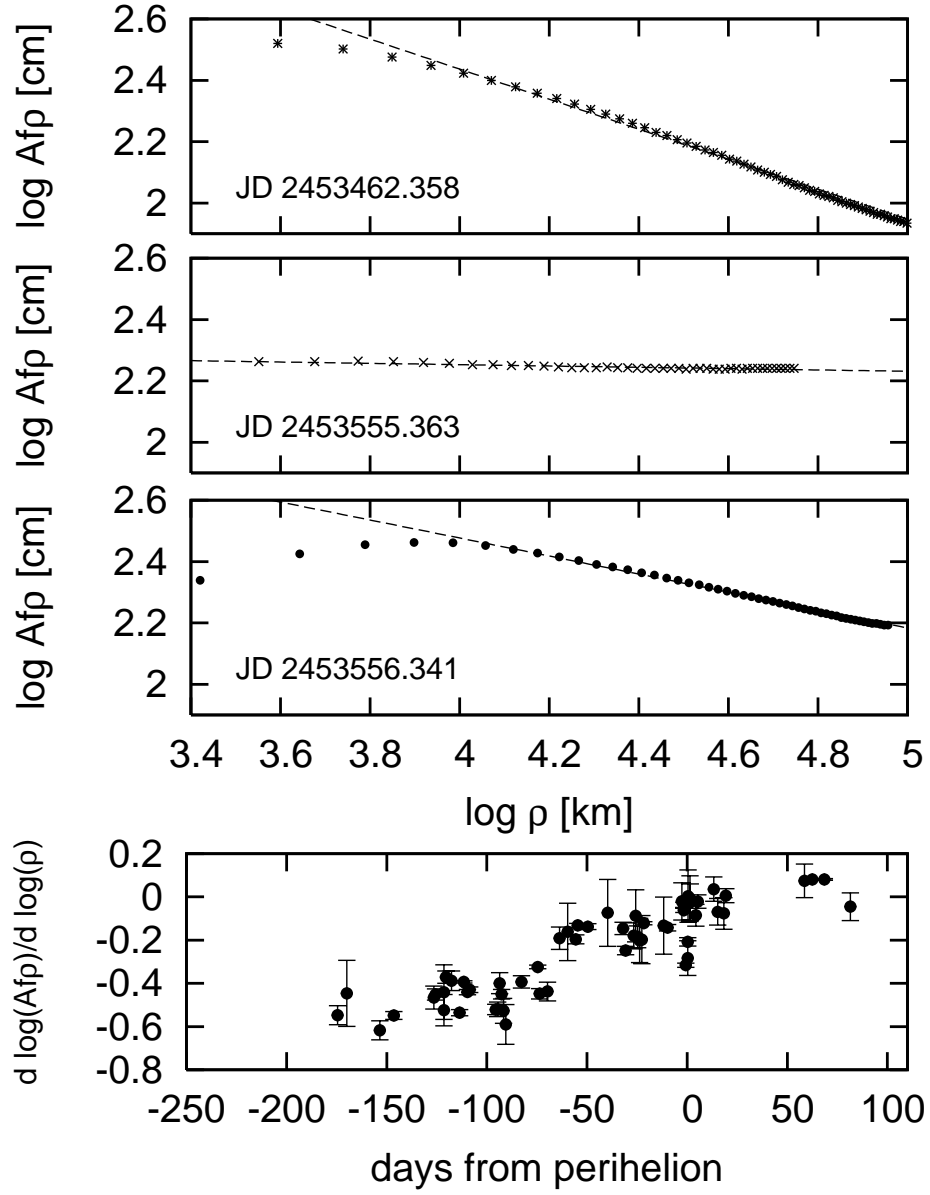 2.6
2.4
2.2
2
log Afρ [cm]
JD 2453462.358
2.6
2.4
2.2
2
log Afρ [cm]
JD 2453555.363
2.6
2.4
2.2
2
log Afρ [cm]
JD 2453556.341
3.4 3.6 3.8 4 4.2 4.4 4.6 4.8 5
log ρ [km]
0.2
0
-0.2
-0.4
-0.6
-0.8
d log(Afρ)/d log(ρ)
-250 -200 -150 -100 -50 0 50 100
days from perihelion